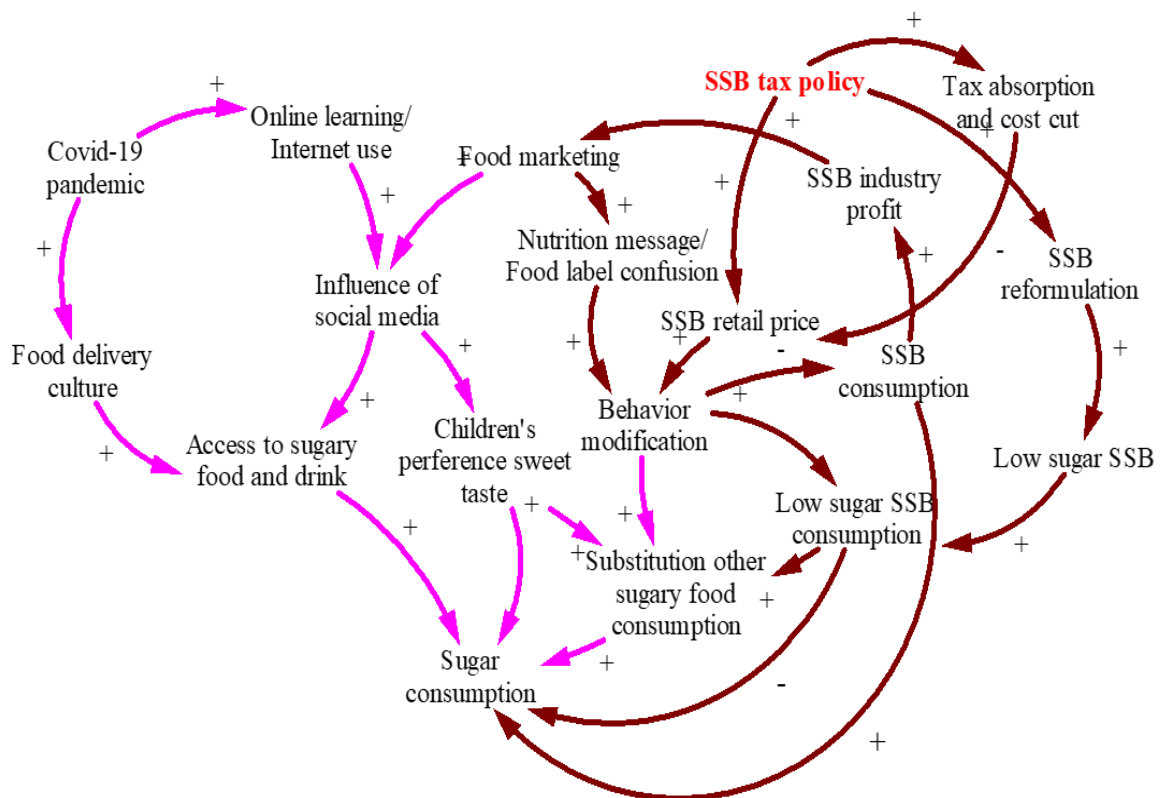 SSB tax policy
Tax absorption
and cost cut
Online learning/
Internet use
Covid-19
pandemic
Food marketing
SSB industry
profit
Nutrition message/
Food label confusion
SSB
reformulation
Influence of
social media
SSB retail price
Food delivery
culture
SSB
consumption
Behavior
modification
Children's
perference sweet
taste
Access to sugary
food and drink
Low sugar SSB
Low sugar SSB
consumption
Substitution other
sugary food
consumption
Sugar
consumption
+
+
+
+
+
+
+
+
+
+
+
-
+
+
+
-
+
+
+
+
+
+
+
+
+
+
+
-
+